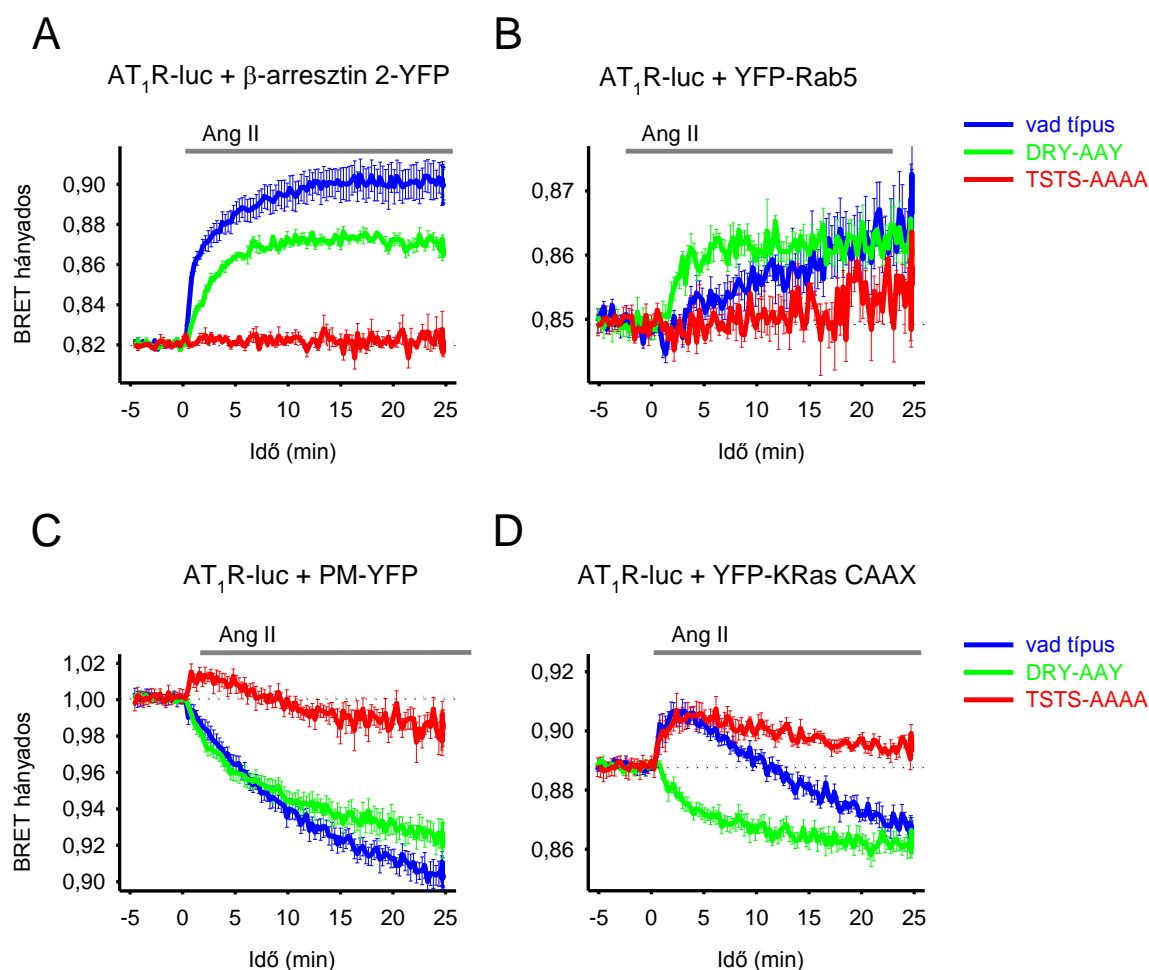 A
AT₁R-luc + β-arresztin 2-YFP
Ang II
BRET hányados
0,90
0,88
0,86
0,84
0,82
-5 0 5 10 15 20 25
Idő (min)
B
AT₁R-luc + YFP-Rab5
Ang II
0,87
0,86
0,85
-5 0 5 10 15 20 25
Idő (min)
vad típus
DRY-AAY
TSTS-AAAA
C
AT₁R-luc + PM-YFP
Ang II
BRET hányados
1,02
1,00
0,98
0,96
0,94
0,92
0,90
-5 0 5 10 15 20 25
Idő (min)
D
AT₁R-luc + YFP-KRas CAAX
Ang II
0,92
0,90
0,88
0,86
-5 0 5 10 15 20 25
Idő (min)
vad típus
DRY-AAY
TSTS-AAAA